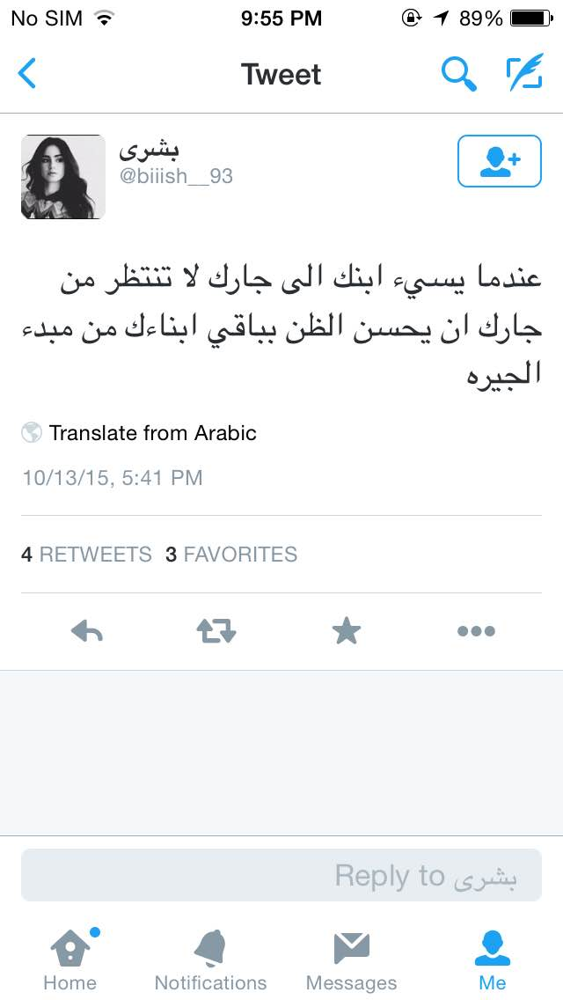 No SIM 9:55 PM 89%
Tweet
بشرى
@biiish__93
عندما يسيء ابنك الى جارك لا تنتظر من
جارك ان يحسن الظن بباقي ابناءك من مبدء
الجيره
Translate from Arabic
10/13/15, 5:41 PM
4 RETWEETS 3 FAVORITES
Reply to بشرى
Home Notifications Messages Me